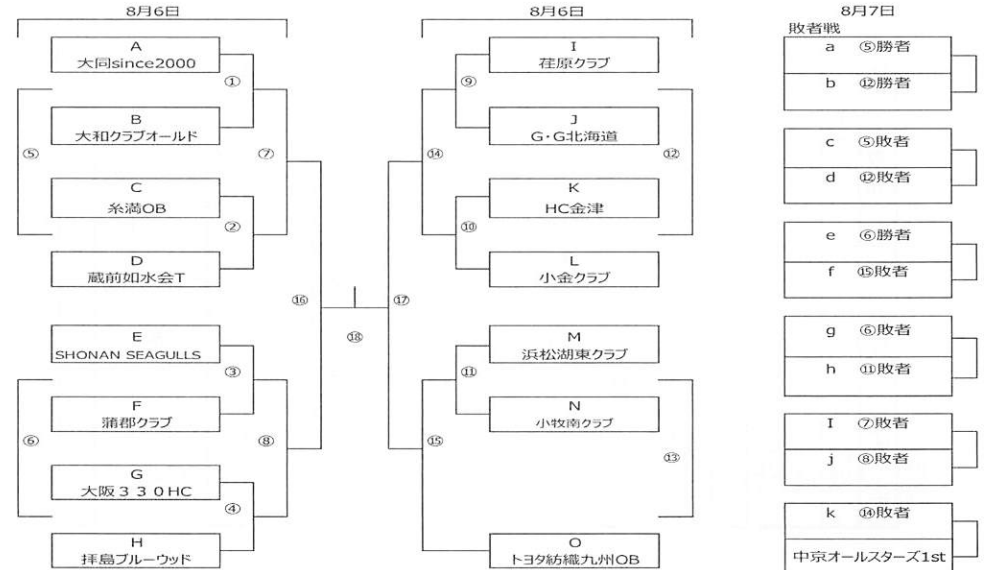 8月6日
A
大同since2000
①
B
大和クラブオールド
⑤
⑦
C
糸満OB
②
D
蔵前如水会T
⑯
E
SHONAN SEAGULLS
③
F
蒲郡クラブ
⑥
⑧
G
大阪330HC
④
H
拝島ブルーウッド
⑱
8月6日
I
荏原クラブ
⑨
J
G・G北海道
⑭
⑫
K
HC金津
⑩
L
小金クラブ
⑰
M
浜松湖東クラブ
⑪
N
小牧南クラブ
⑮
⑬
O
トヨタ紡織九州OB
8月7日
敗者戦
a ⑤勝者
b ⑫勝者
c ⑤敗者
d ⑫敗者
e ⑥勝者
f ⑮敗者
g ⑥敗者
h ⑪敗者
I ⑦敗者
j ⑧敗者
k ⑭敗者
中京オールスターズ1st